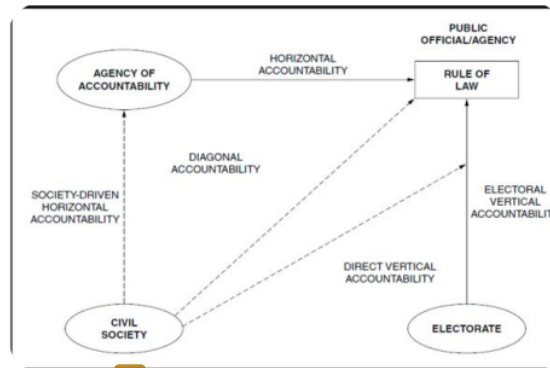 PUBLIC
OFFICIAL/AGENCY
AGENCY OF
ACCOUNTABILITY
HORIZONTAL
ACCOUNTABILITY
RULE OF
LAW
DIAGONAL
ACCOUNTABILITY
SOCIETY-DRIVEN
HORIZONTAL
ACCOUNTABILITY
ELECTORAL
VERTICAL
ACCOUNTABILIT
DIRECT VERTICAL
ACCOUNTABILITY
CIVIL
SOCIETY
ELECTORATE